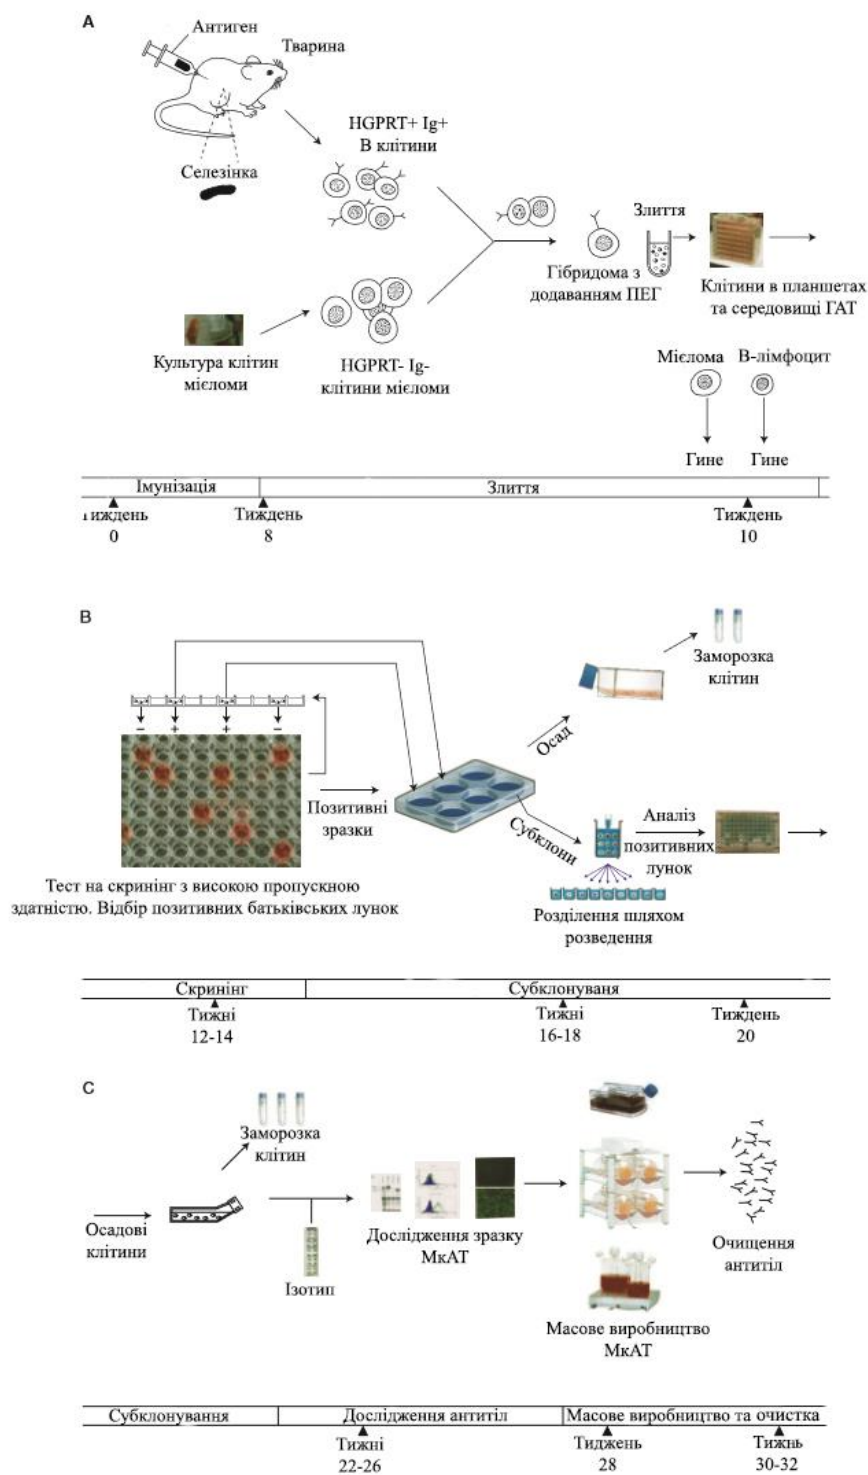 A
Антиген
Тварина
Селезінка
HGPRT+ Ig+
В клітини
Злиття
Гібридома з
додаванням ПЕГ
Клітини в планшетах
та середовищі ГАТ
Культура клітин
мієломи
HGPRT- Ig-
клітини мієломи
Мієлома
В-лімфоцит
Гине
Гине
Імунізація
Злиття
Тиждень
0
Тиждень
8
Тиждень
10
B
Заморозка
клітин
Осад
− + + −
Позитивні
зразки
Субклони
Аналіз
позитивних
лунок
Тест на скринінг з високою пропускною
здатністю. Відбір позитивних батьківських лунок
Розділення шляхом
розведення
Скринінг
Субклонуваня
Тижні
12-14
Тижні
16-18
Тиждень
20
C
Заморозка
клітин
Осадові
клітини
Ізотип
Дослідження зразку
МкАТ
Очищення
антитіл
Масове виробництво
МкАТ
Субклонування
Дослідження антитіл
Масове виробництво та очистка
Тижні
22-26
Тиджень
28
Тижнь
30-32